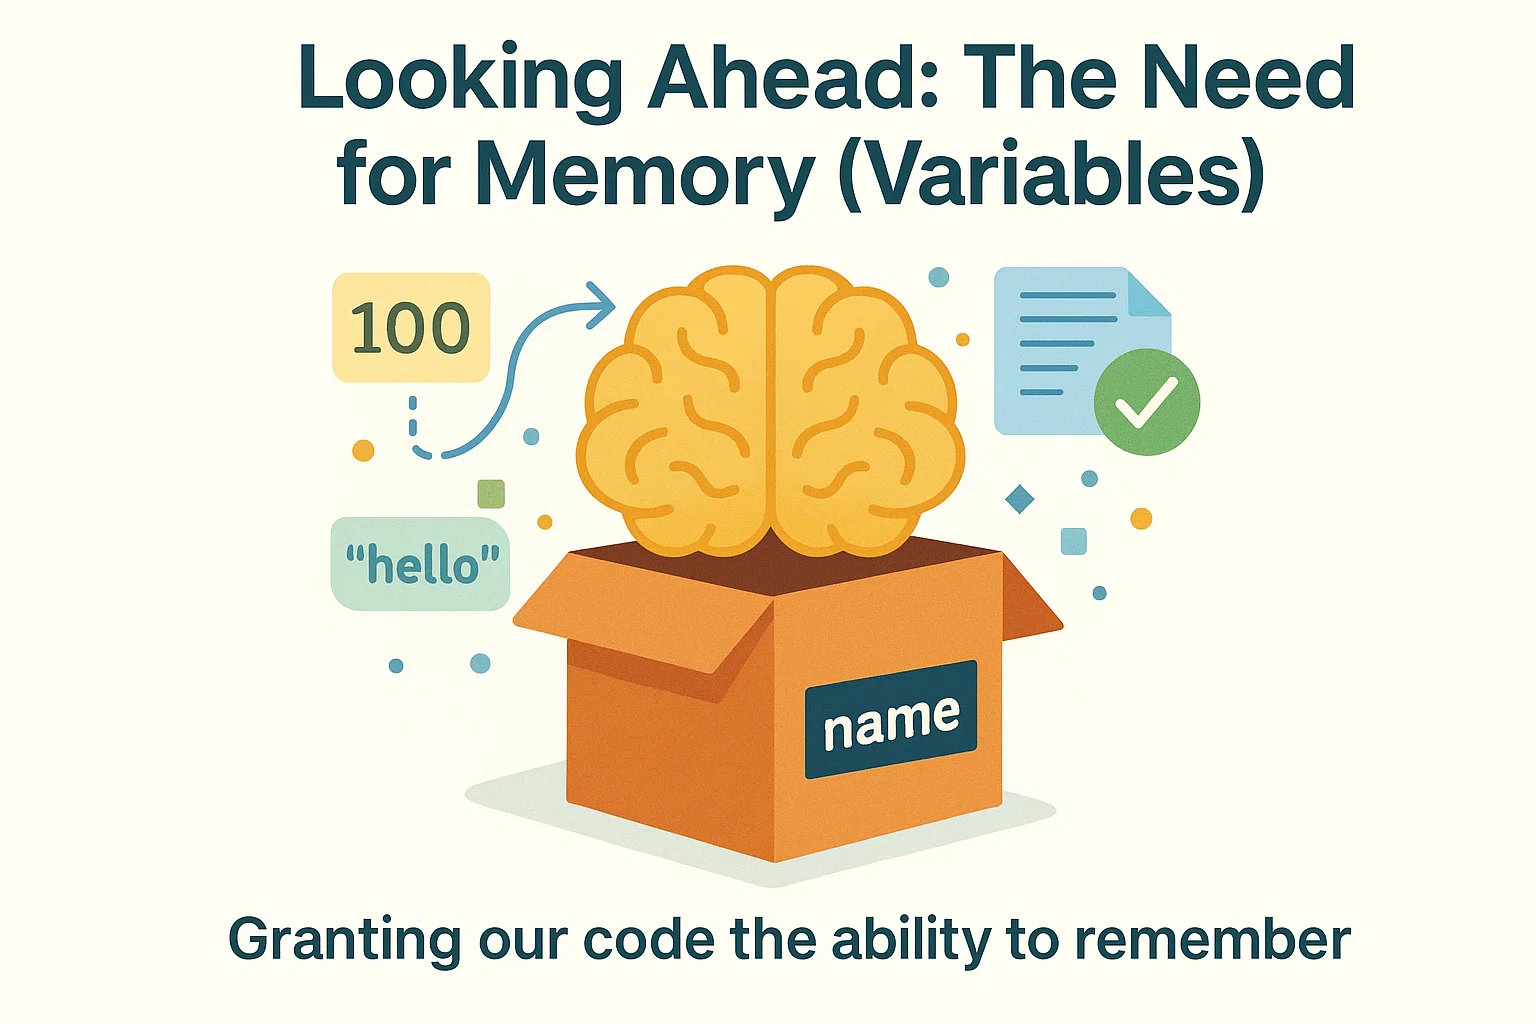 Looking Ahead: The Need
for Memory (Variables)
100
“hello”
name
Granting our code the ability to remember